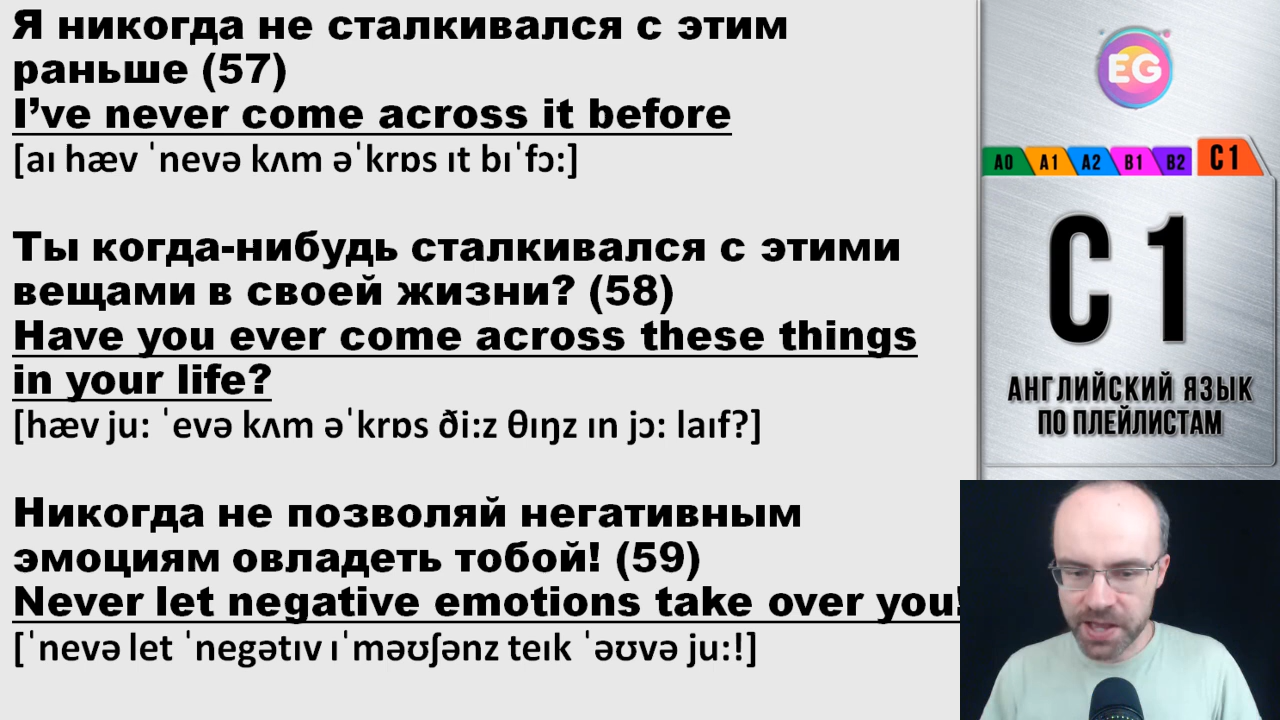 Я никогда не сталкивался с этим
раньше (57)
I’ve never come across it before
[aɪ hæv ˈnevə kʌm əˈkrɒs ɪt bɪˈfɔː]
Ты когда-нибудь сталкивался с этими
вещами в своей жизни? (58)
Have you ever come across these things
in your life?
[hæv juː ˈevə kʌm əˈkrɒs ðiːz θɪŋz ɪn jɔː laɪf?]
Никогда не позволяй негативным
эмоциям овладеть тобой! (59)
Never let negative emotions take over you!
[ˈnevə let ˈnegətɪv ɪˈməʊʃənz teɪk ˈəʊvə juː!]
EG
A0 A1 A2 B1 B2 C1
C1
АНГЛИЙСКИЙ ЯЗЫК
ПО ПЛЕЙЛИСТАМ